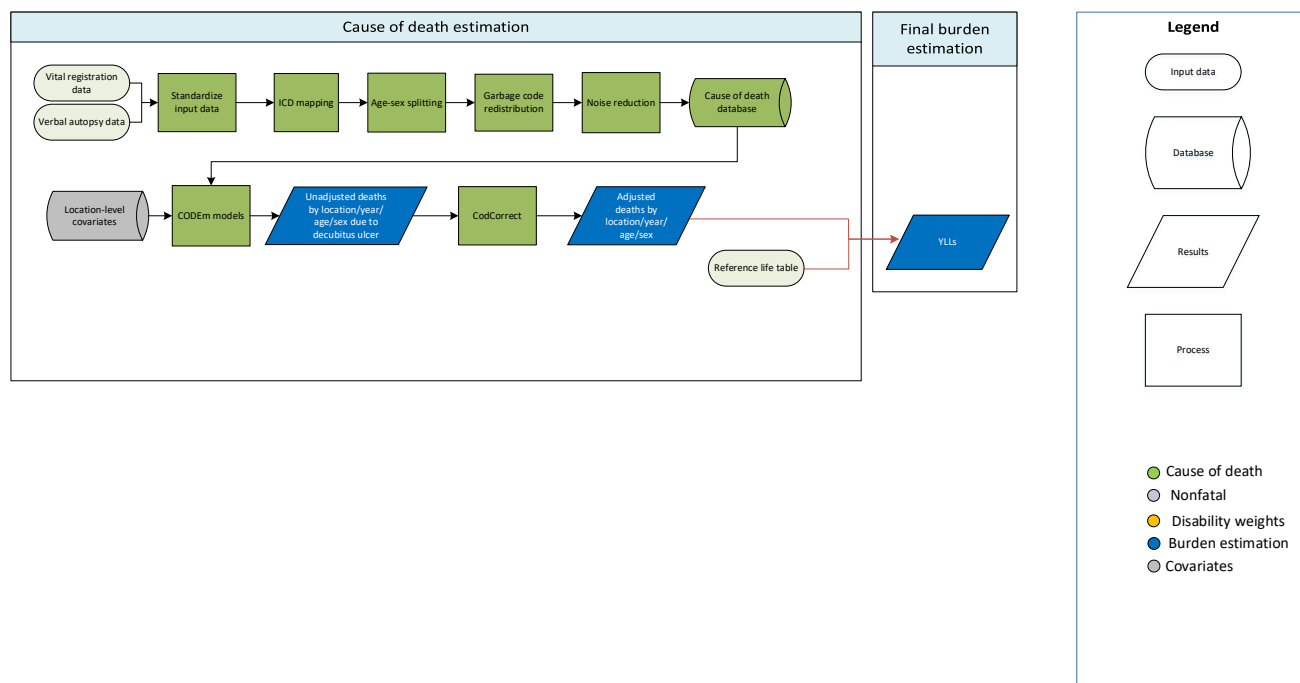 Cause of death estimation
Final burden
estimation
Legend
Vital registration
data
Verbal autopsy data
Standardize
input data
ICD mapping
Age-sex splitting
Garbage code
redistribution
Noise reduction
Cause of death
database
Location-level
covariates
CODEm models
Unadjusted deaths
by location/year/
age/sex due to
decubitus ulcer
CodCorrect
Adjusted
deaths by
location/year/
age/sex
Reference life table
YLLs
Input data
Database
Results
Process
Cause of death
Nonfatal
Disability weights
Burden estimation
Covariates